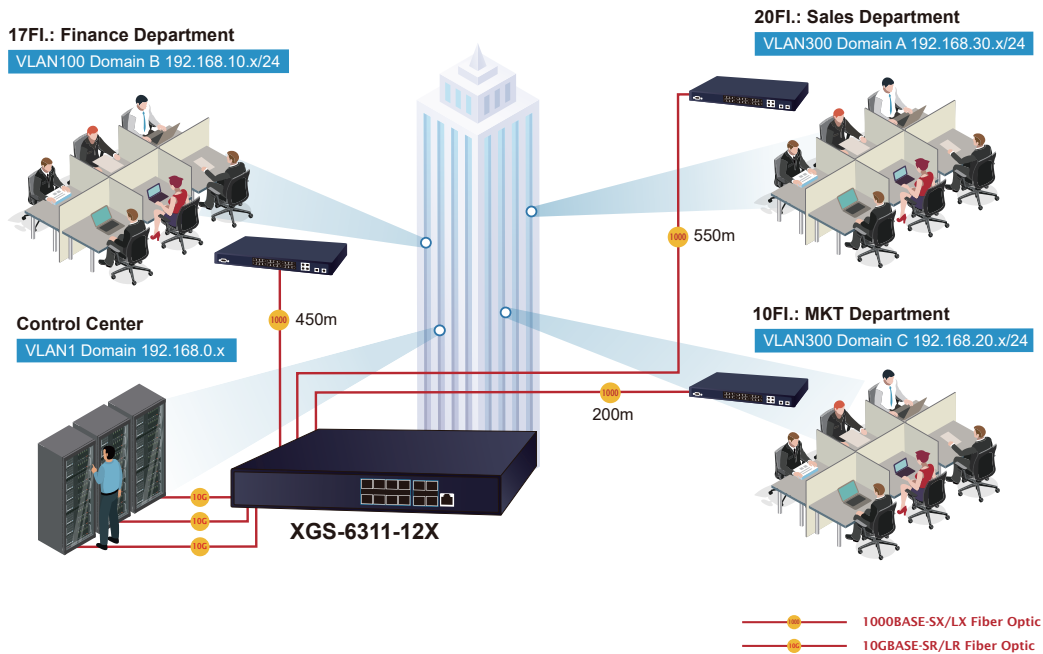 17Fl.: Finance Department
VLAN100 Domain B 192.168.10.x/24
20Fl.: Sales Department
VLAN300 Domain A 192.168.30.x/24
1000
550m
1000
450m
Control Center
VLAN1 Domain 192.168.0.x
10Fl.: MKT Department
VLAN300 Domain C 192.168.20.x/24
1000
200m
10G
10G
10G
XGS-6311-12X
1000
1000BASE-SX/LX Fiber Optic
10G
10GBASE-SR/LR Fiber Optic